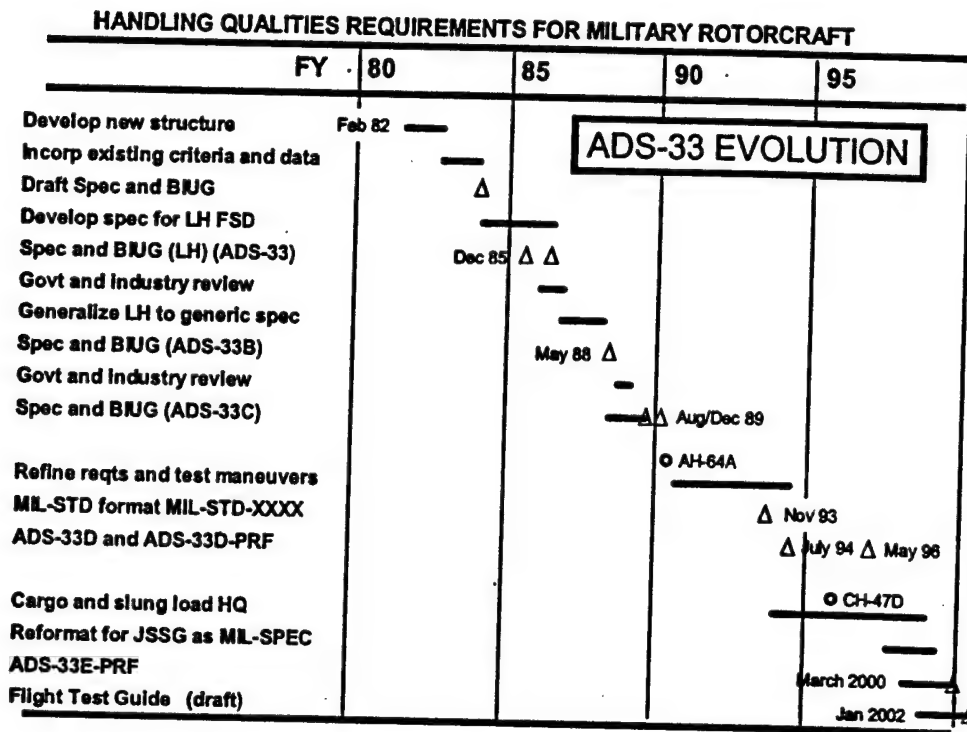 HANDLING QUALITIES REQUIREMENTS FOR MILITARY ROTORCRAFT
FY 80 85 90 95
ADS-33 EVOLUTION
Develop new structure Feb 82
Incorp existing criteria and data
Draft Spec and BIUG
Develop spec for LH FSD
Spec and BIUG (LH) (ADS-33) Dec 85
Govt and industry review
Generalize LH to generic spec
Spec and BIUG (ADS-33B) May 88
Govt and industry review
Spec and BIUG (ADS-33C) Aug/Dec 89
AH-64A
Refine reqts and test maneuvers
MIL-STD format MIL-STD-XXXX Nov 93
ADS-33D and ADS-33D-PRF July 94 May 96
Cargo and slung load HQ CH-47D
Reformat for JSSG as MIL-SPEC
ADS-33E-PRF March 2000
Flight Test Guide (draft) Jan 2002